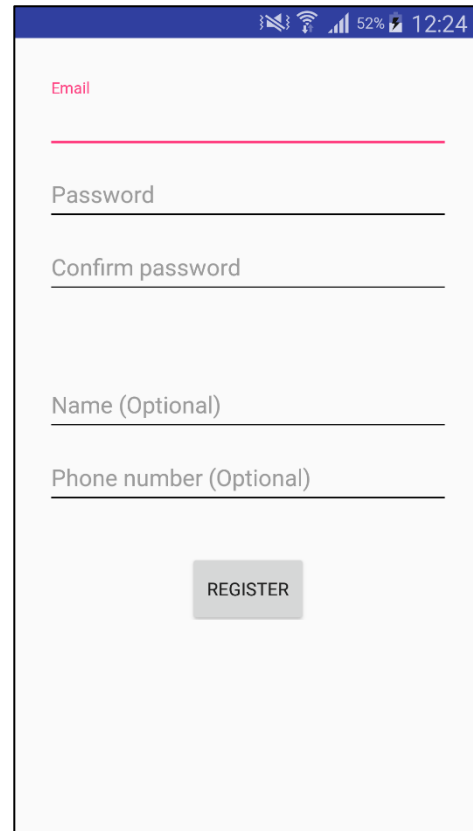 52% 12:24
Email
Password
Confirm password
Name (Optional)
Phone number (Optional)
REGISTER